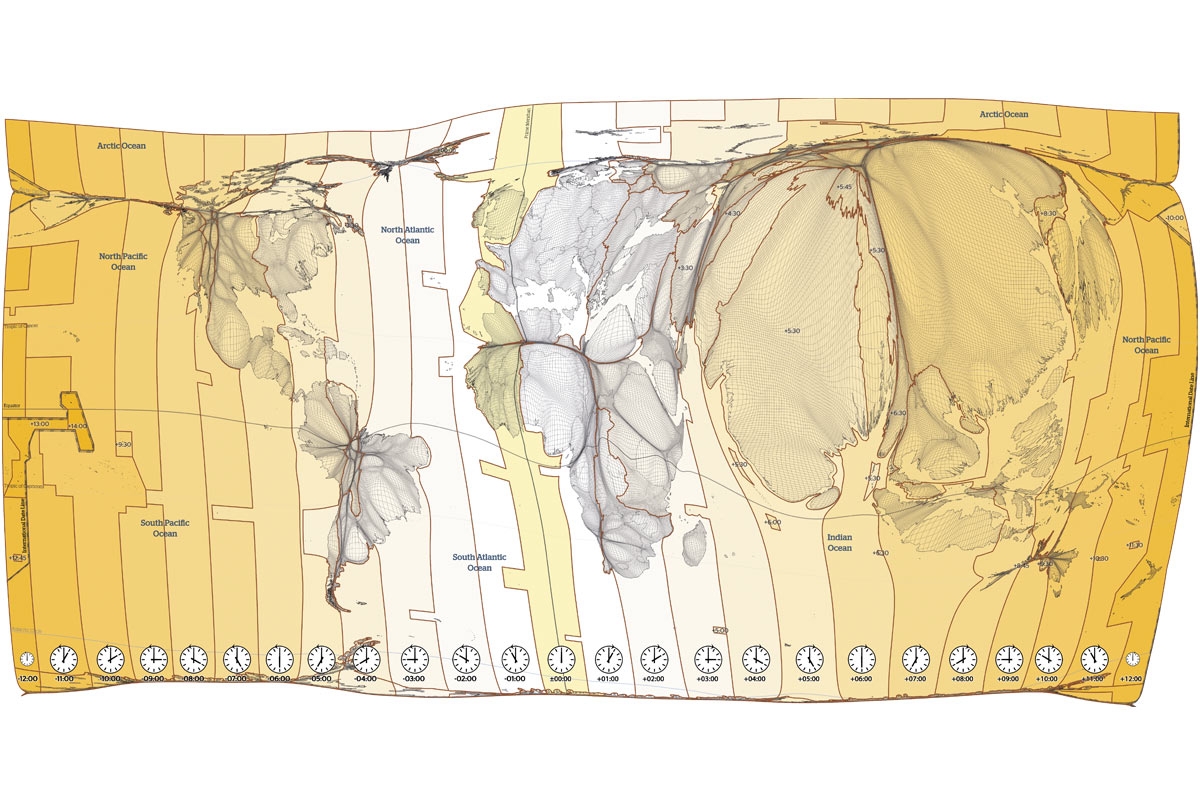 Arctic Ocean
Arctic Ocean
Prime Meridian
+5:45
+4:30
+8:30
-10:00
North Atlantic
Ocean
North Pacific
Ocean
+3:30
+5:30
+5:30
Tropic of Cancer
North Pacific
Ocean
International Date Line
Equator
+13:00
+14:00
-09:30
+6:30
+5:30
+5:30
Tropic of Capricorn
International Date Line
South Pacific
Ocean
+6:00
Indian
Ocean
South Atlantic
Ocean
+6:30
+12:45
+8:45
+9:30
+10:30
+11:30
+5:00
-12:00
-11:00
-10:00
-09:00
-08:00
-07:00
-06:00
-05:00
-04:00
-03:00
-02:00
-01:00
±00:00
+01:00
+02:00
+03:00
+04:00
+05:00
+06:00
+07:00
+08:00
+09:00
+10:00
+11:00
+12:00